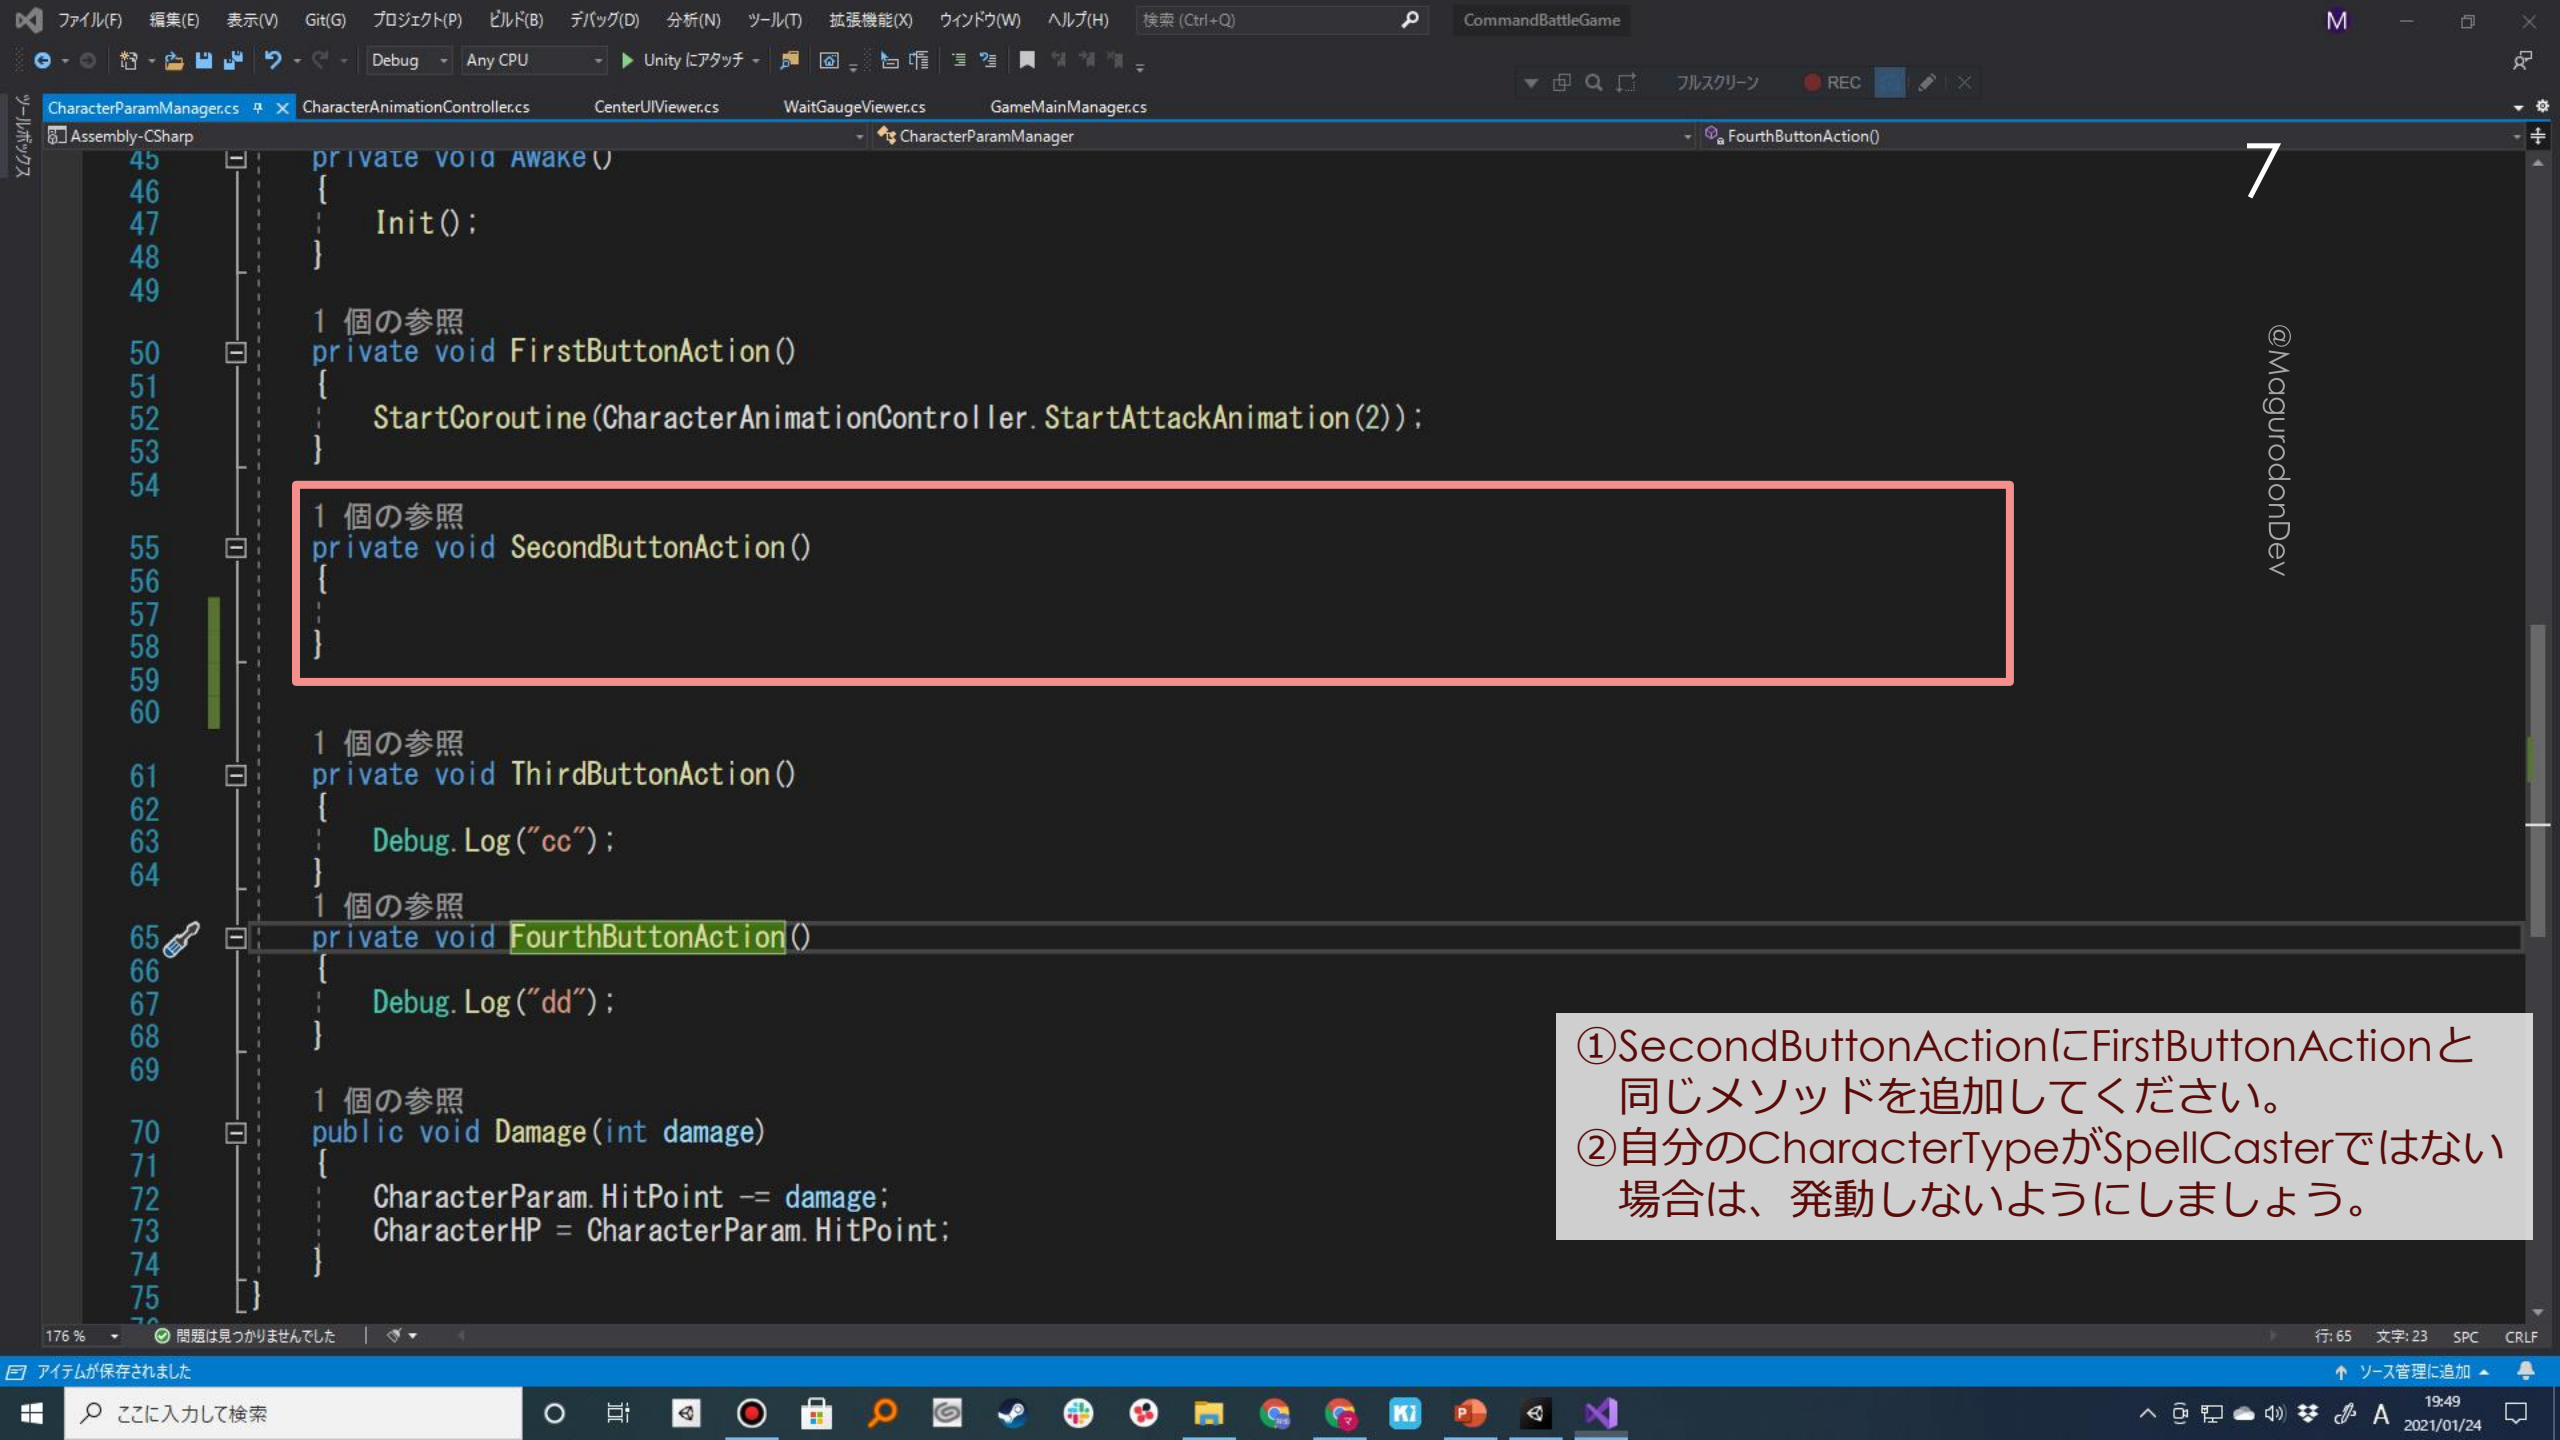 ファイル(F) 編集(E) 表示(V) Git(G) プロジェクト(P) ビルド(B) デバッグ(D) 分析(N) ツール(T) 拡張機能(X) ウィンドウ(W) ヘルプ(H) 検索 (Ctrl+Q) CommandBattleGame M
Debug Any CPU Unity にアタッチ
フルスクリーン REC
CharacterParamManager.cs CharacterAnimationController.cs CenterUIViewer.cs WaitGaugeViewer.cs GameMainManager.cs
ツールボックス
Assembly-CSharp CharacterParamManager FourthButtonAction()
7
@MagurodonDev
45 private void Awake()
46 {
47 Init();
48 }
49
1 個の参照
50 private void FirstButtonAction()
51 {
52 StartCoroutine(CharacterAnimationController.StartAttackAnimation(2));
53 }
54
1 個の参照
55 private void SecondButtonAction()
56 {
57
58 }
59
60
1 個の参照
61 private void ThirdButtonAction()
62 {
63 Debug.Log("cc");
64 }
1 個の参照
65 private void FourthButtonAction()
66 {
67 Debug.Log("dd");
68 }
69
1 個の参照
70 public void Damage(int damage)
71 {
72 CharacterParam.HitPoint -= damage;
73 CharacterHP = CharacterParam.HitPoint;
74 }
75 }
①SecondButtonActionにFirstButtonActionと
同じメソッドを追加してください。
②自分のCharacterTypeがSpellCasterではない
場合は、発動しないようにしましょう。
176 % 問題は見つかりませんでした 行: 65 文字: 23 SPC CRLF
アイテムが保存されました ソース管理に追加
ここに入力して検索 A 19:49
2021/01/24